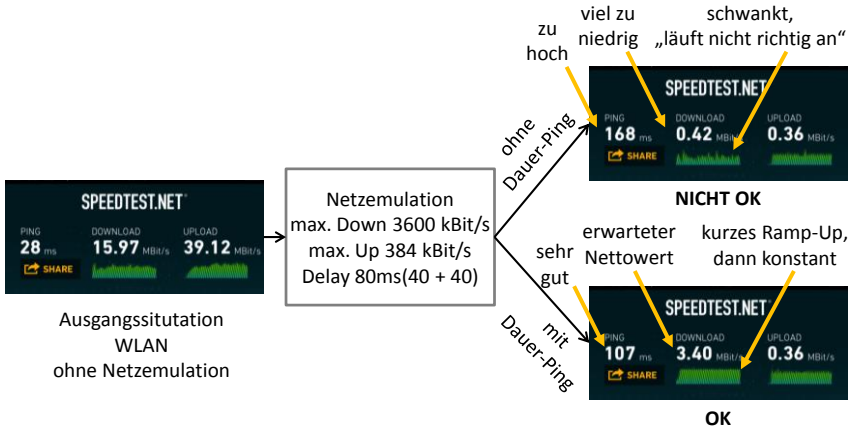 SPEEDTEST.NET
PING
28 ms
DOWNLOAD
15.97 MBit/s
UPLOAD
39.12 MBit/s
SHARE
Ausgangssitutation
WLAN
ohne Netzemulation
Netzemulation
max. Down 3600 kBit/s
max. Up 384 kBit/s
Delay 80ms(40 + 40)
ohne
Dauer-Ping
zu
hoch
viel zu
niedrig
schwankt,
„läuft nicht richtig an“
SPEEDTEST.NET
PING
168 ms
DOWNLOAD
0.42 MBit/s
UPLOAD
0.36 MBit/s
SHARE
NICHT OK
mit
Dauer-Ping
sehr
gut
erwarteter
Nettowert
kurzes Ramp-Up,
dann konstant
SPEEDTEST.NET
PING
107 ms
DOWNLOAD
3.40 MBit/s
UPLOAD
0.36 MBit/s
SHARE
OK